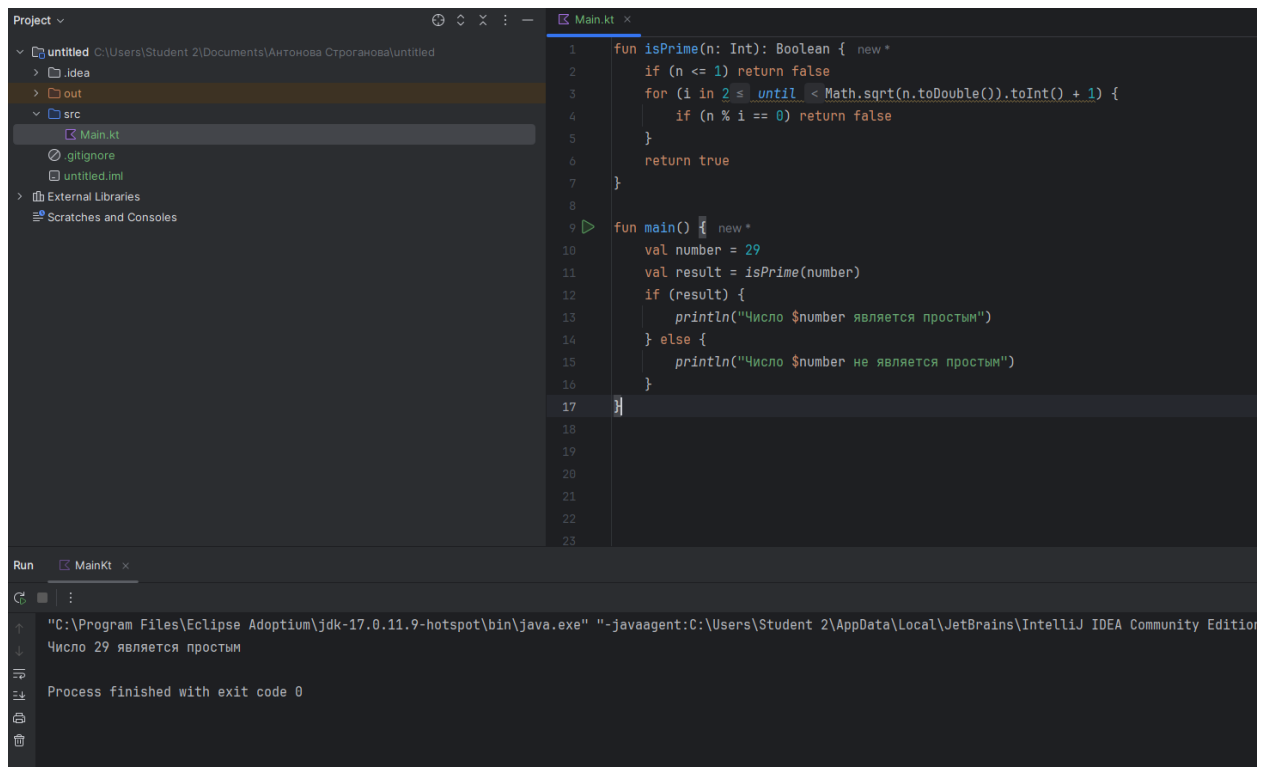 Project
untitled C:\Users\Student 2\Documents\Антонова Строганова\untitled
.idea
out
src
Main.kt
.gitignore
untitled.iml
External Libraries
Scratches and Consoles
Main.kt
1 fun isPrime(n: Int): Boolean { new *
2 if (n <= 1) return false
3 for (i in 2 ≤ until < Math.sqrt(n.toDouble()).toInt() + 1) {
4 if (n % i == 0) return false
5 }
6 return true
7 }
8
9 fun main() { new *
10 val number = 29
11 val result = isPrime(number)
12 if (result) {
13 println("Число $number является простым")
14 } else {
15 println("Число $number не является простым")
16 }
17 }
18
19
20
21
22
23
Run MainKt
"C:\Program Files\Eclipse Adoptium\jdk-17.0.11.9-hotspot\bin\java.exe" "-javaagent:C:\Users\Student 2\AppData\Local\JetBrains\IntelliJ IDEA Community Edition
Число 29 является простым
Process finished with exit code 0